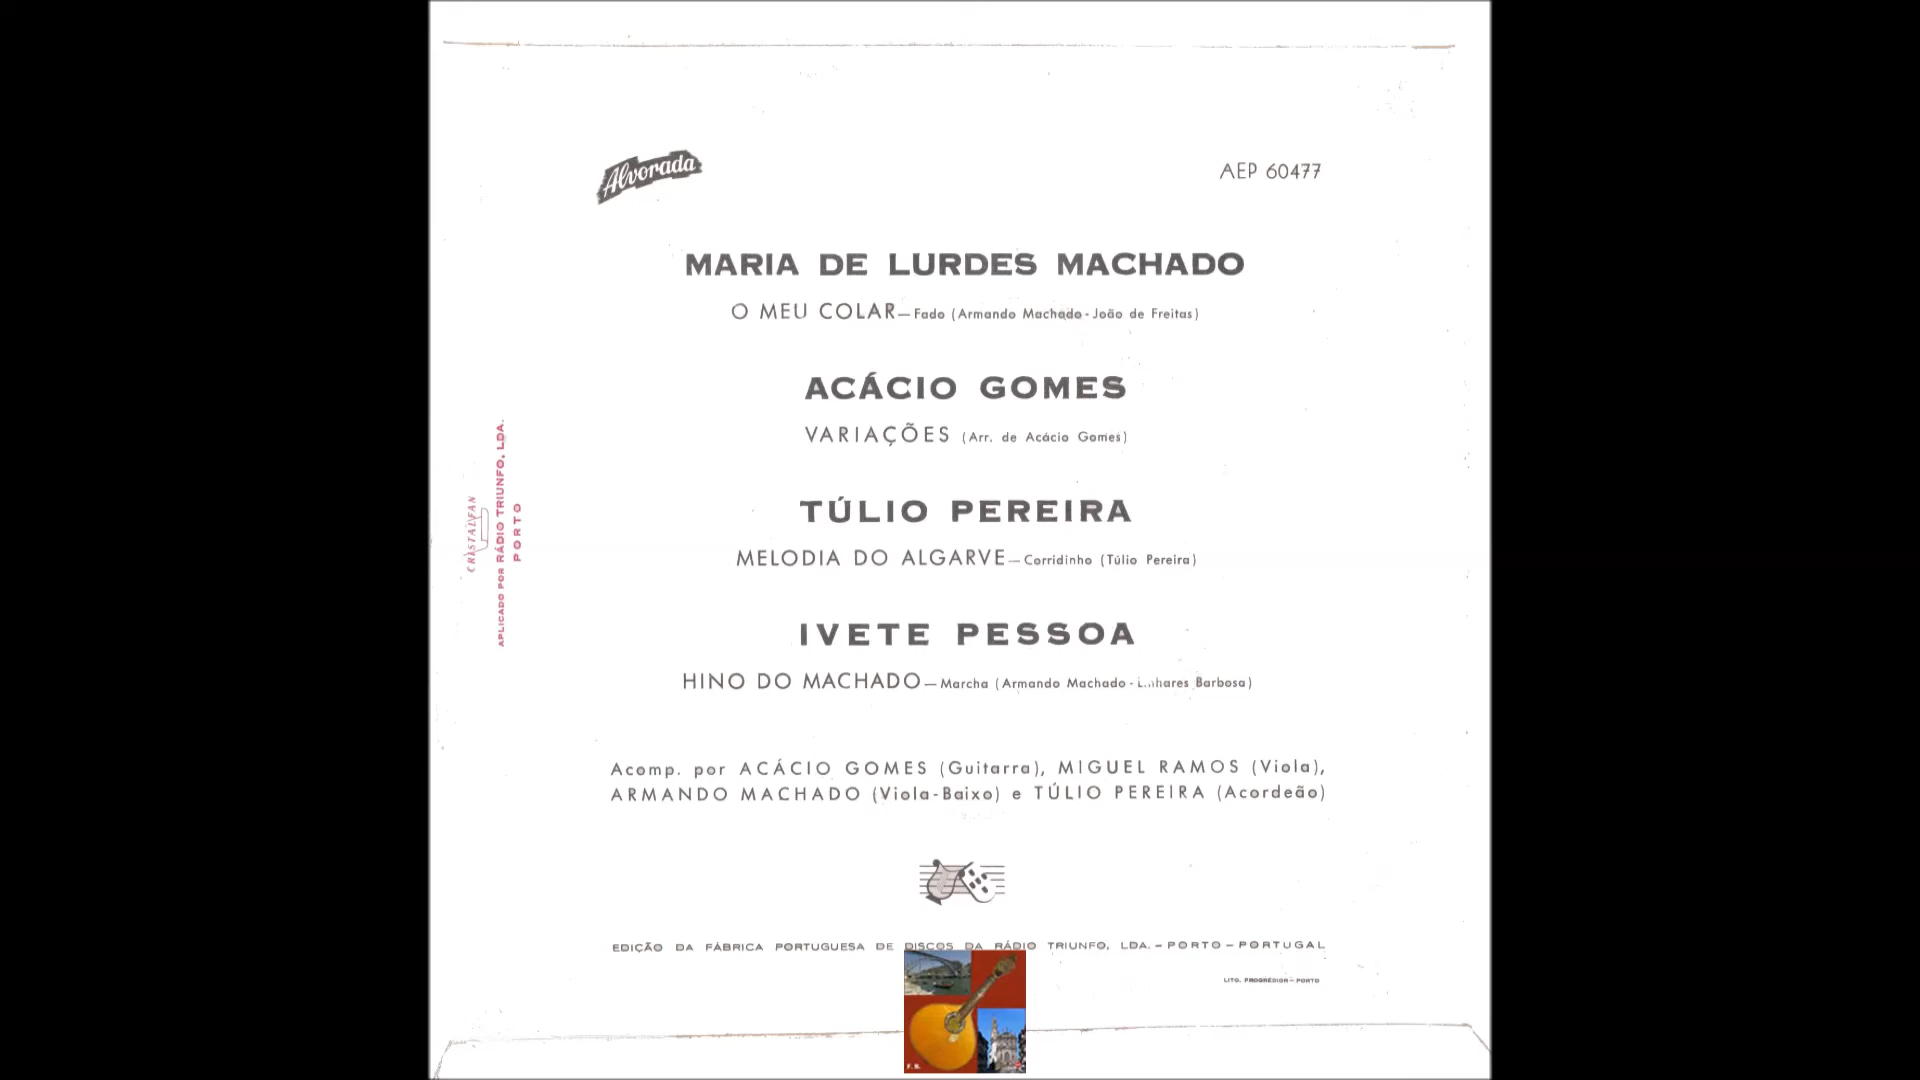 Alvorada
AEP 60477
MARIA DE LURDES MACHADO
O MEU COLAR — Fado (Armando Machado - João de Freitas)
ACÁCIO GOMES
VARIAÇÕES (Arr. de Acácio Gomes)
TÚLIO PEREIRA
MELODIA DO ALGARVE — Corridinho (Túlio Pereira)
IVETE PESSOA
HINO DO MACHADO — Marcha (Armando Machado - Barbosa)
Acomp. por ACÁCIO GOMES (Guitarra), MIGUEL RAMOS (Viola),
ARMANDO MACHADO (Viola-Baixo) e TÚLIO PEREIRA (Acordeão)
EDIÇÃO DA FÁBRICA PORTUGUESA DE DISCOS DA RÁDIO TRIUNFO, LDA. – PORTO – PORTUGAL
LITO. PROGRÉDIOR – PORTO
CRISTALFAN
APLICADO POR RÁDIO TRIUNFO, LDA.
PORTO
F. N.